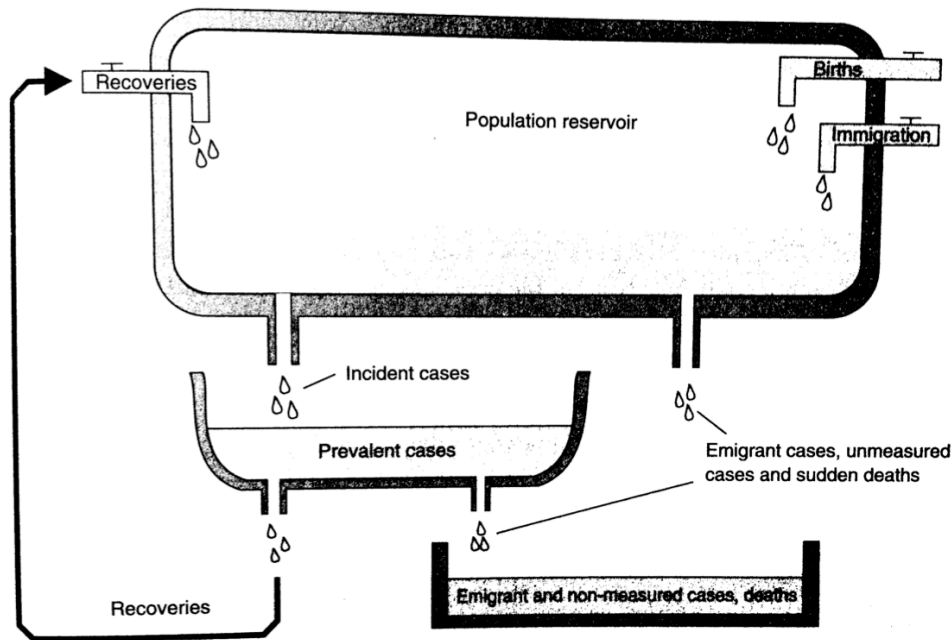 Recoveries
Births
Population reservoir
Immigration
Incident cases
Prevalent cases
Emigrant cases, unmeasured
cases and sudden deaths
Emigrant and non-measured cases, deaths
Recoveries